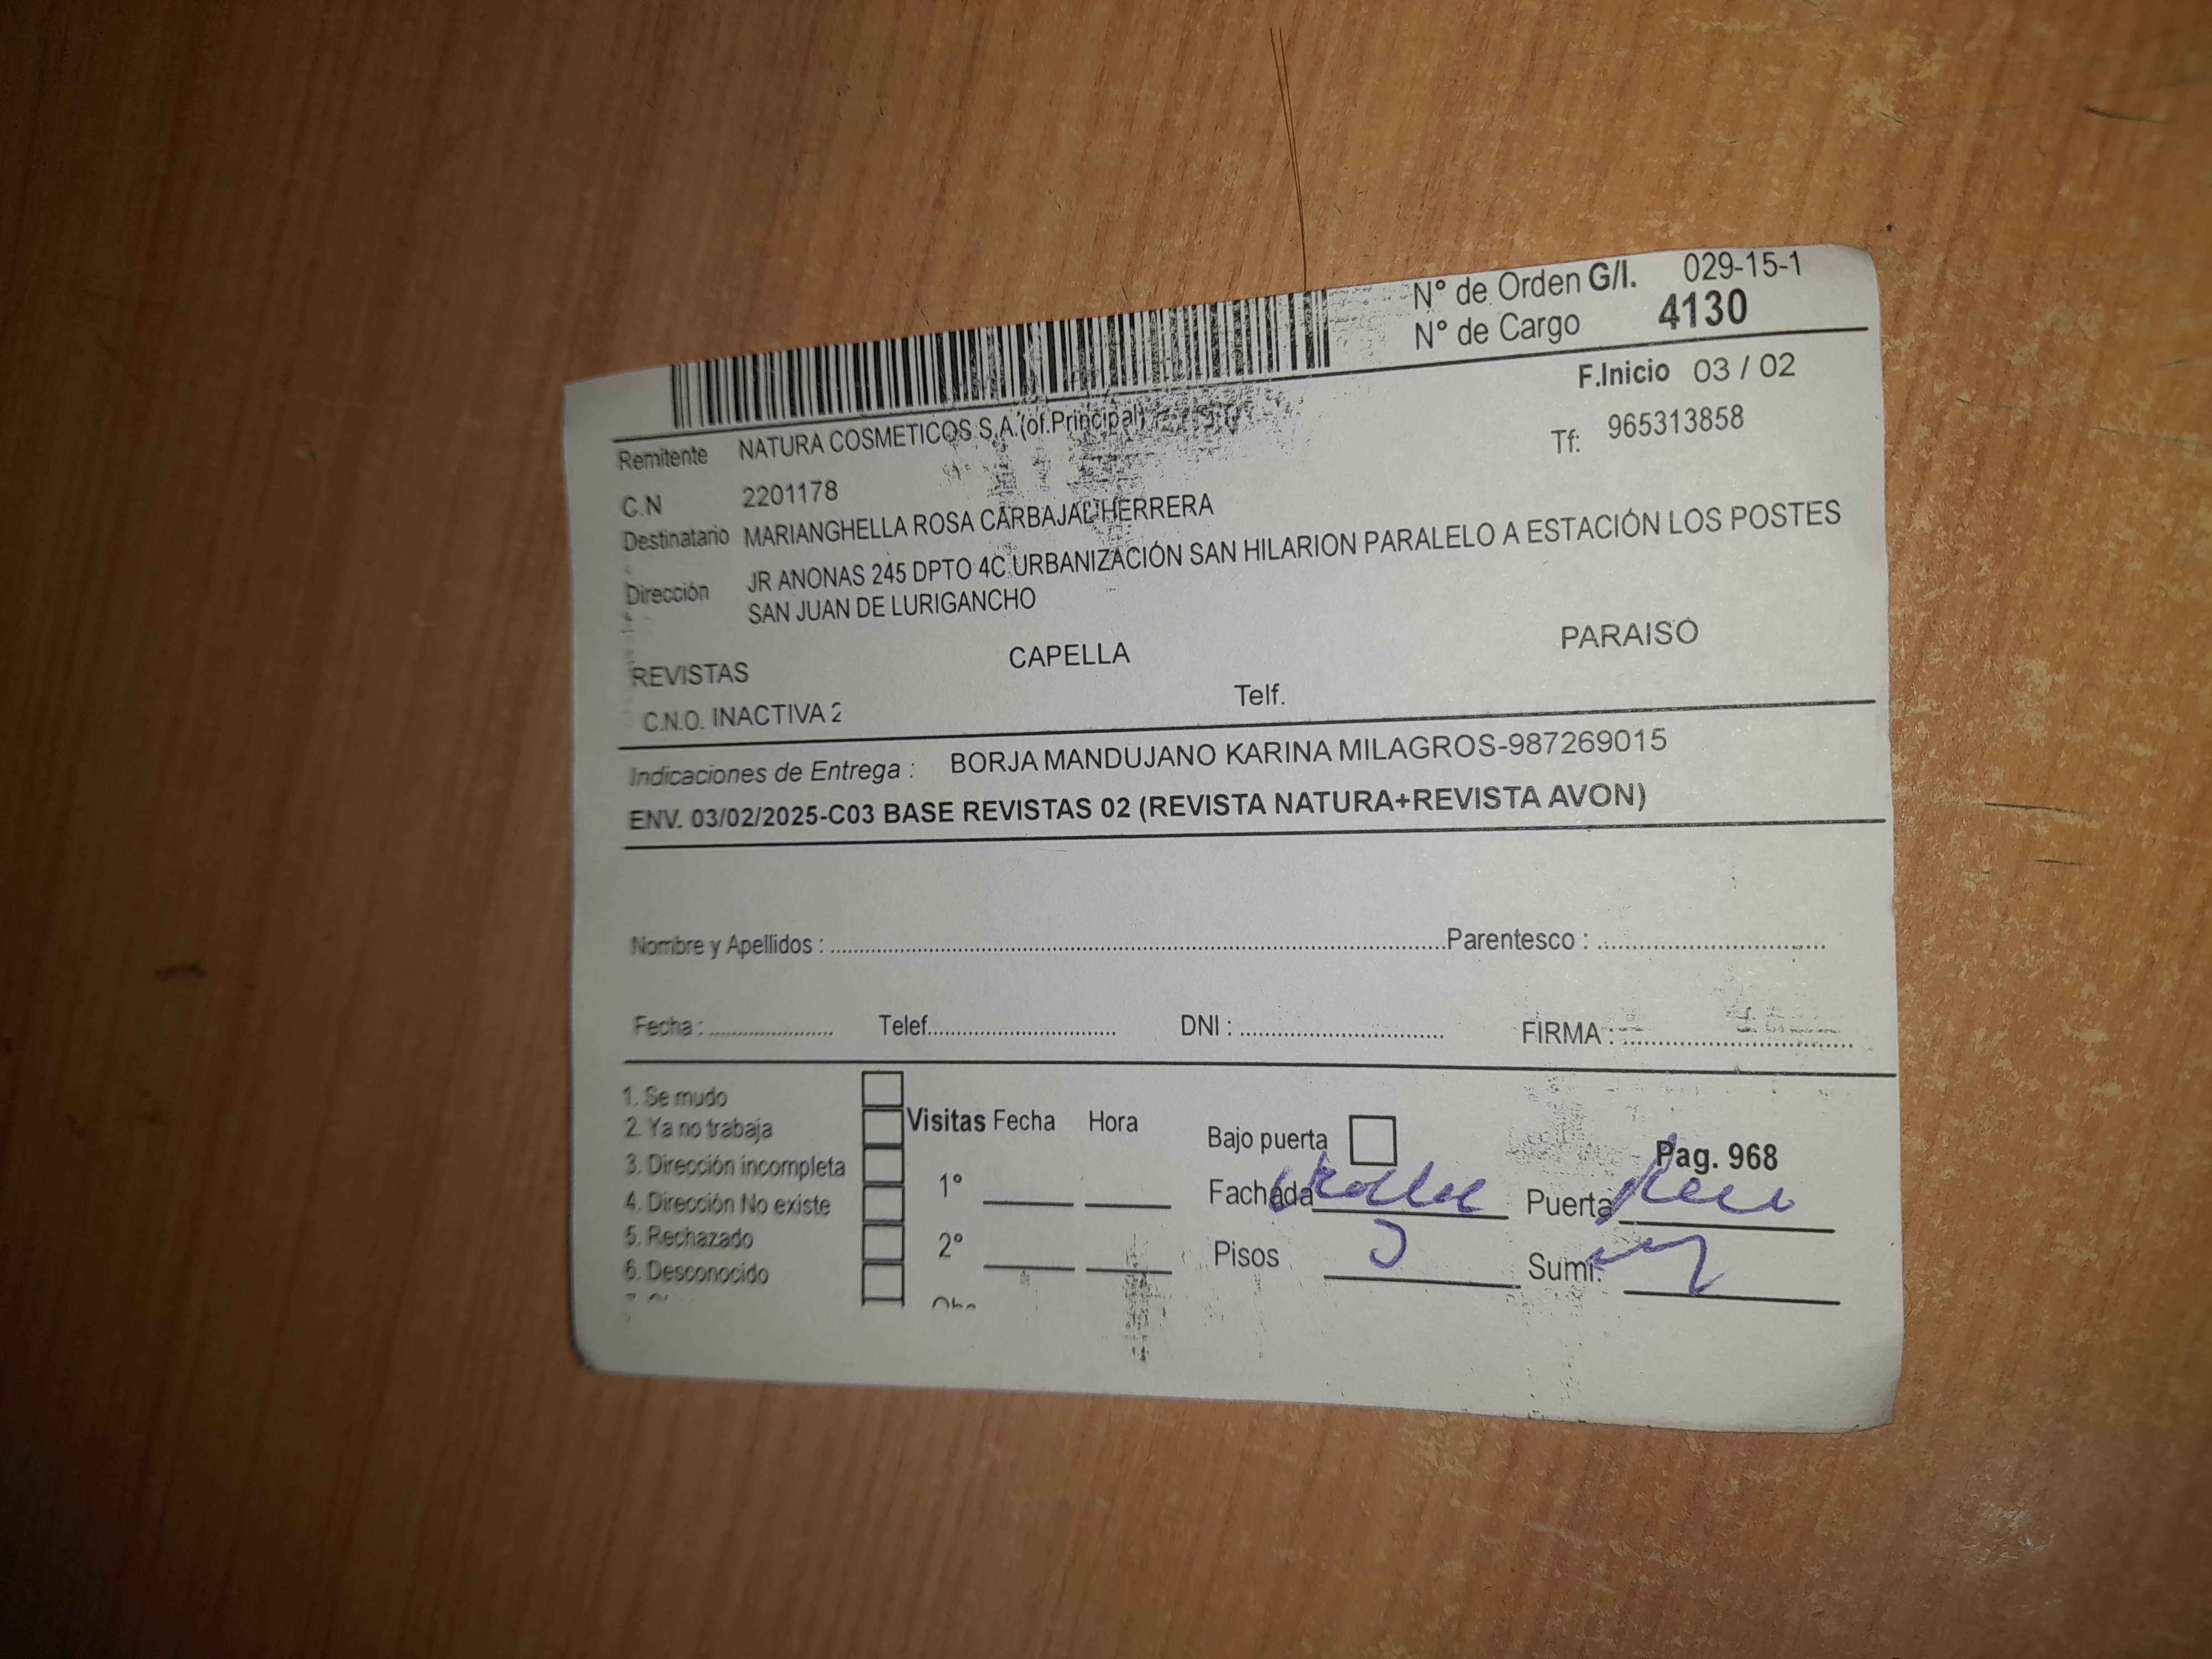 N° de Orden G/I. 029-15-1
N° de Cargo 4130
F.Inicio 03 / 02
Remitente NATURA COSMETICOS S.A.(of.Principal)
Tf: 965313858
C.N 2201178
Destinatario MARIANGHELLA ROSA CARBAJAL HERRERA
Dirección JR ANONAS 245 DPTO 4C URBANIZACIÓN SAN HILARION PARALELO A ESTACIÓN LOS POSTES
SAN JUAN DE LURIGANCHO
REVISTAS CAPELLA PARAISO
C.N.O. INACTIVA 2 Telf.
Indicaciones de Entrega : BORJA MANDUJANO KARINA MILAGROS-987269015
ENV. 03/02/2025-C03 BASE REVISTAS 02 (REVISTA NATURA+REVISTA AVON)
Nombre y Apellidos : Parentesco :
Fecha : Telef. DNI : FIRMA :
1. Se mudo
2. Ya no trabaja
3. Dirección incompleta
4. Dirección No existe
5. Rechazado
6. Desconocido
Visitas Fecha Hora
1°
2°
Bajo puerta
Pag. 968
Fachada Puerta
Pisos Sumi.